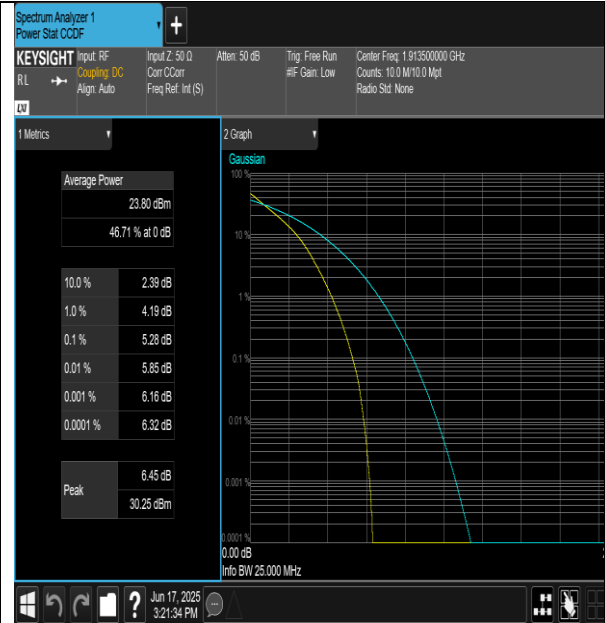 Spectrum Analyzer 1
Power Stat CCDF
+
KEYSIGHT
RL
LXI
Input: RF
Coupling: DC
Align: Auto
Input Z: 50 Ω
Corr CCorr
Freq Ref: Int (S)
Atten: 50 dB
Trig: Free Run
#IF Gain: Low
Center Freq: 1.913500000 GHz
Counts: 10.0 M/10.0 Mpt
Radio Std: None
1 Metrics
Average Power
23.80 dBm
46.71 % at 0 dB
10.0 % 2.39 dB
1.0 % 4.19 dB
0.1 % 5.28 dB
0.01 % 5.85 dB
0.001 % 6.16 dB
0.0001 % 6.32 dB
Peak
6.45 dB
30.25 dBm
2 Graph
Gaussian
100 %
10 %
1 %
0.1 %
0.01 %
0.001 %
0.0001 %
0.00 dB
Info BW 25.000 MHz
?
Jun 17, 2025
3:21:34 PM